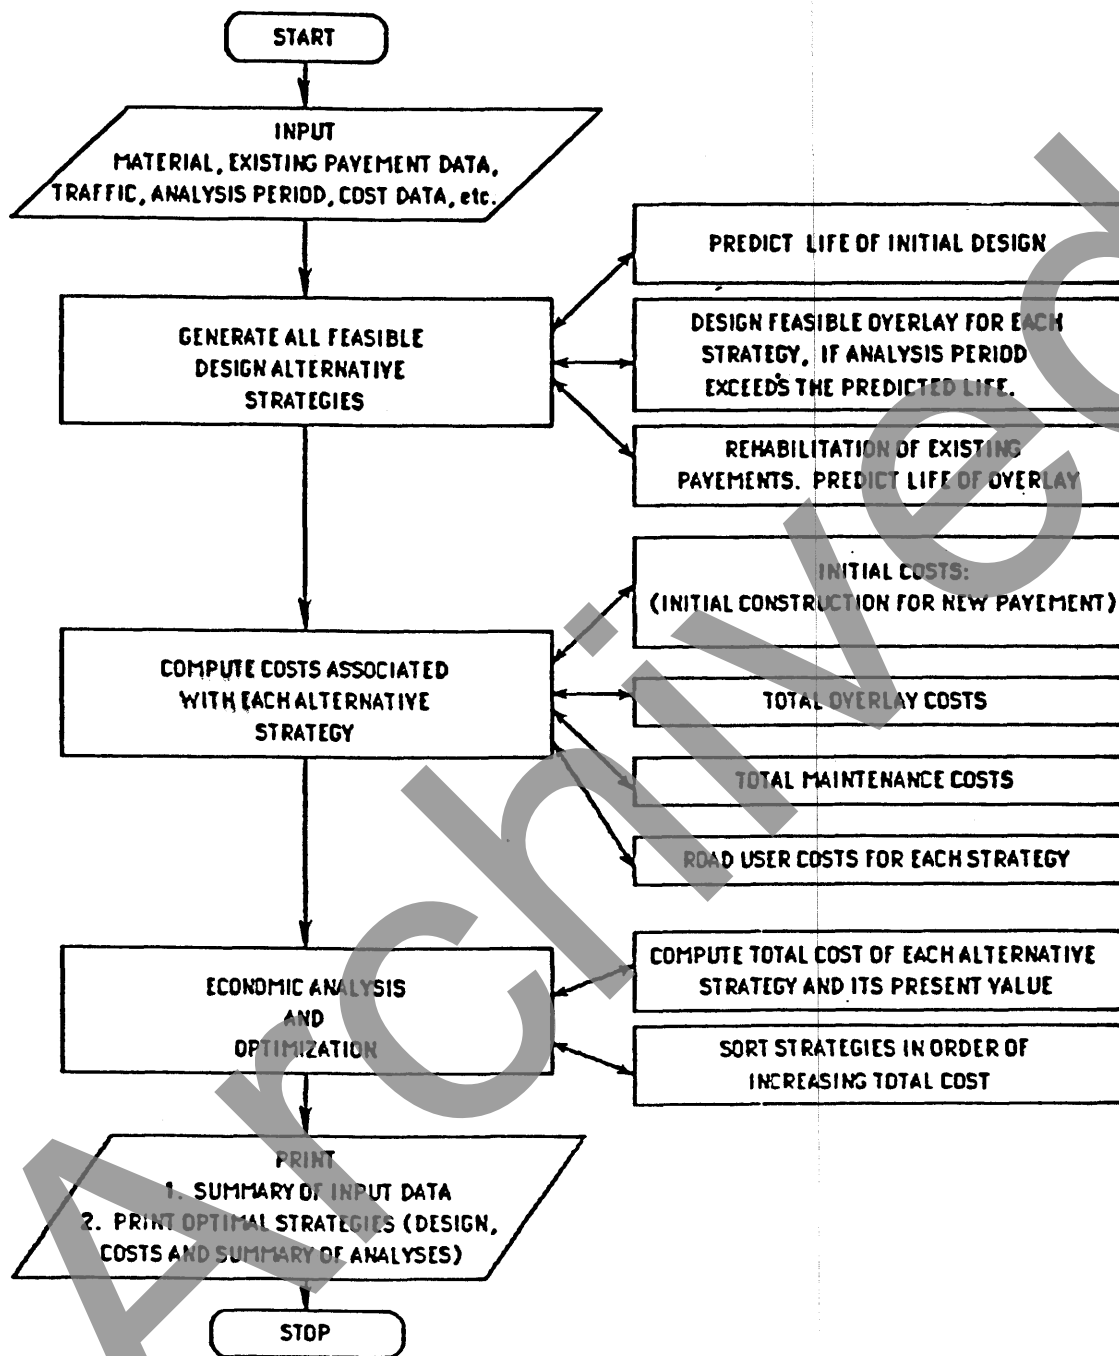 START
INPUT
MATERIAL, EXISTING PAVEMENT DATA,
TRAFFIC, ANALYSIS PERIOD, COST DATA, etc.
PREDICT LIFE OF INITIAL DESIGN
GENERATE ALL FEASIBLE
DESIGN ALTERNATIVE
STRATEGIES
DESIGN FEASIBLE OVERLAY FOR EACH
STRATEGY, IF ANALYSIS PERIOD
EXCEEDS THE PREDICTED LIFE.
REHABILITATION OF EXISTING
PAVEMENTS. PREDICT LIFE OF OVERLAY
INITIAL COSTS:
(INITIAL CONSTRUCTION FOR NEW PAVEMENT)
COMPUTE COSTS ASSOCIATED
WITH EACH ALTERNATIVE
STRATEGY
TOTAL OVERLAY COSTS
TOTAL MAINTENANCE COSTS
ROAD USER COSTS FOR EACH STRATEGY
ECONOMIC ANALYSIS
AND
OPTIMIZATION
COMPUTE TOTAL COST OF EACH ALTERNATIVE
STRATEGY AND ITS PRESENT VALUE
SORT STRATEGIES IN ORDER OF
INCREASING TOTAL COST
PRINT
1. SUMMARY OF INPUT DATA
2. PRINT OPTIMAL STRATEGIES (DESIGN,
COSTS AND SUMMARY OF ANALYSES)
STOP
Archived